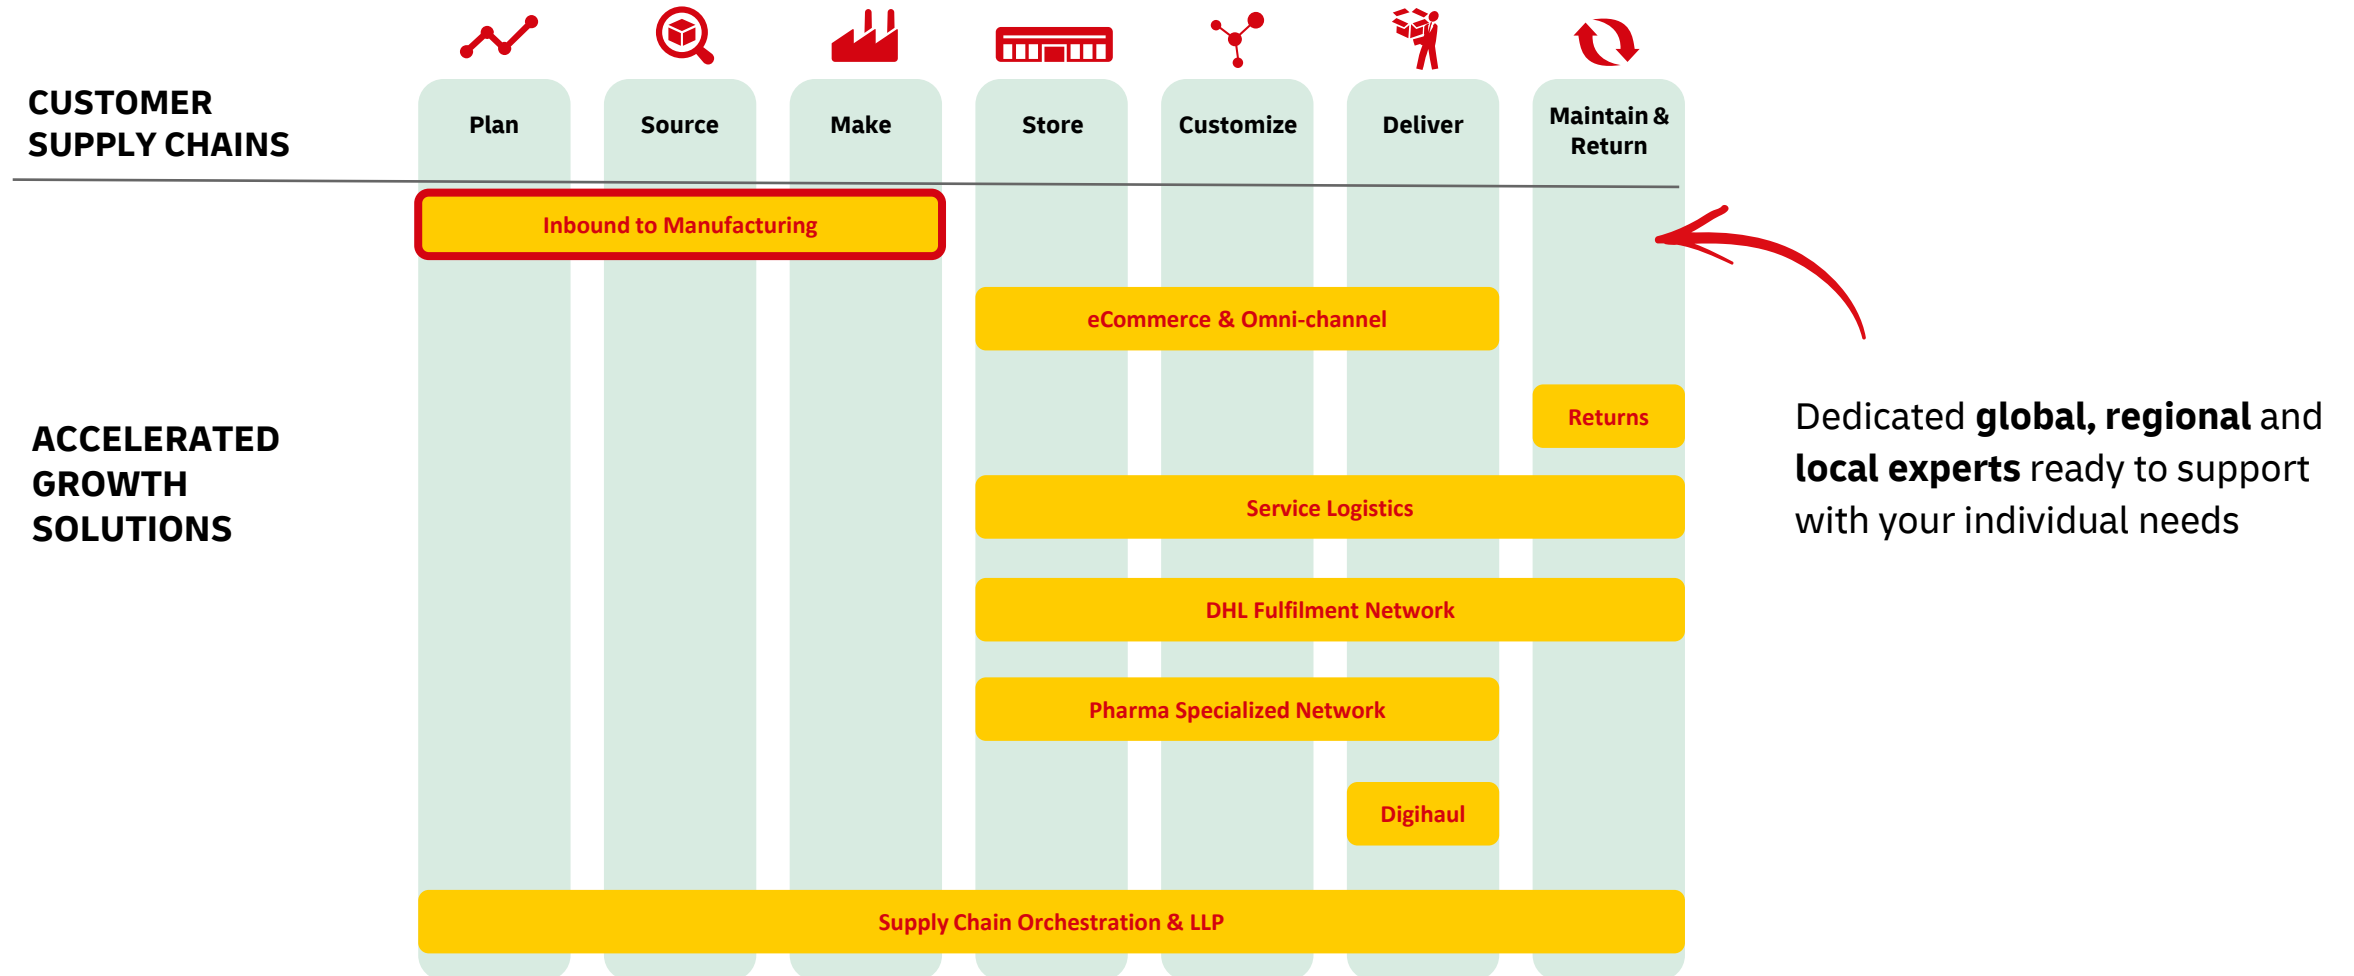 CUSTOMER
SUPPLY CHAINS
Plan
Source
Make
Store
Customize
Deliver
Maintain &
Return
Inbound to Manufacturing
eCommerce & Omni-channel
Returns
ACCELERATED
GROWTH
SOLUTIONS
Service Logistics
DHL Fulfilment Network
Pharma Specialized Network
Digihaul
Supply Chain Orchestration & LLP
Dedicated global, regional and
local experts ready to support
with your individual needs